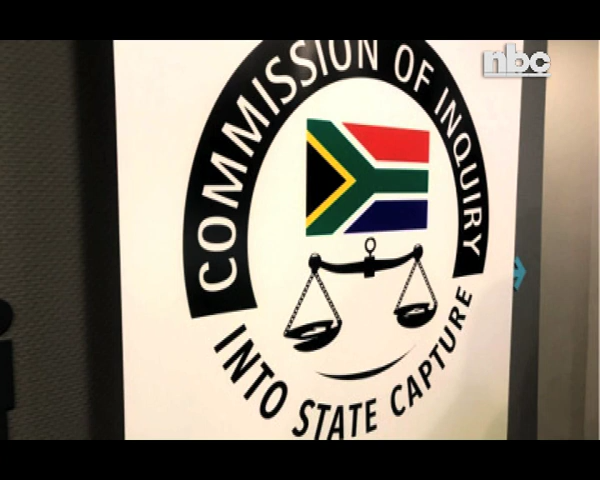 nbc
COMMISSION OF INQUIRY
INTO STATE CAPTURE